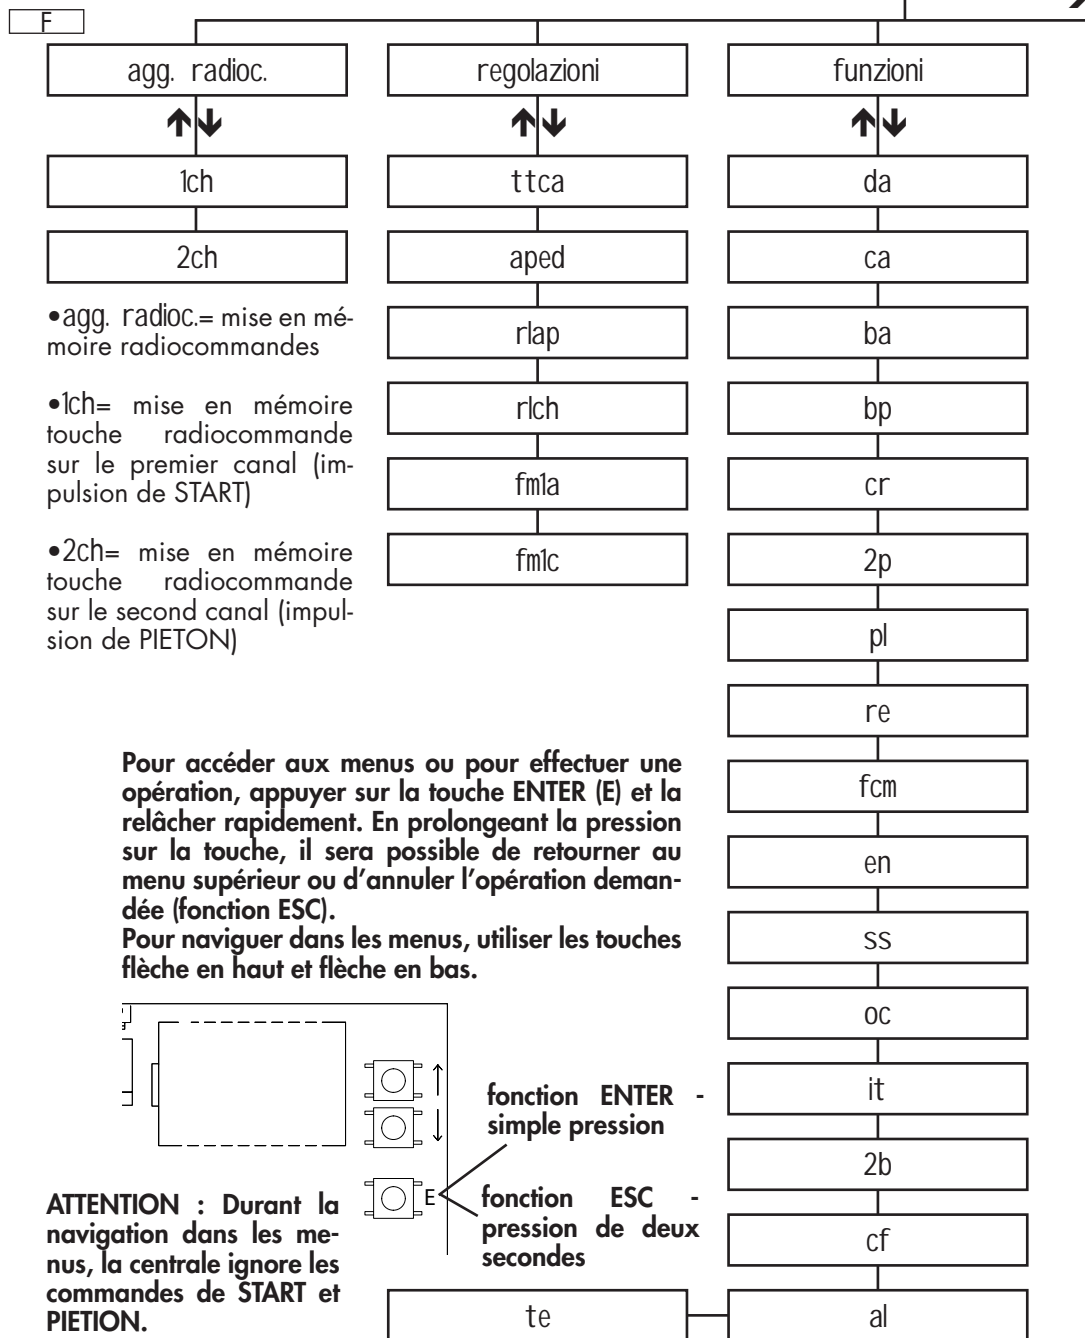 F
agg. radioc.
1ch
2ch
•agg. radioc.= mise en mé-
moire radiocommandes
•1ch= mise en mémoire
touche radiocommande
sur le premier canal (im-
pulsion de START)
•2ch= mise en mémoire
touche radiocommande
sur le second canal (impul-
sion de PIETON)
regolazioni
ttca
aped
rlap
rlch
fm1a
fm1c
funzioni
da
ca
ba
bp
cr
2p
pl
re
fcm
en
ss
oc
it
2b
cf
al
te
Pour accéder aux menus ou pour effectuer une
opération, appuyer sur la touche ENTER (E) et la
relâcher rapidement. En prolongeant la pression
sur la touche, il sera possible de retourner au
menu supérieur ou d'annuler l'opération deman-
dée (fonction ESC).
Pour naviguer dans les menus, utiliser les touches
flèche en haut et flèche en bas.
E
fonction ENTER -
simple pression
fonction ESC -
pression de deux
secondes
ATTENTION : Durant la
navigation dans les me-
nus, la centrale ignore les
commandes de START et
PIETION.